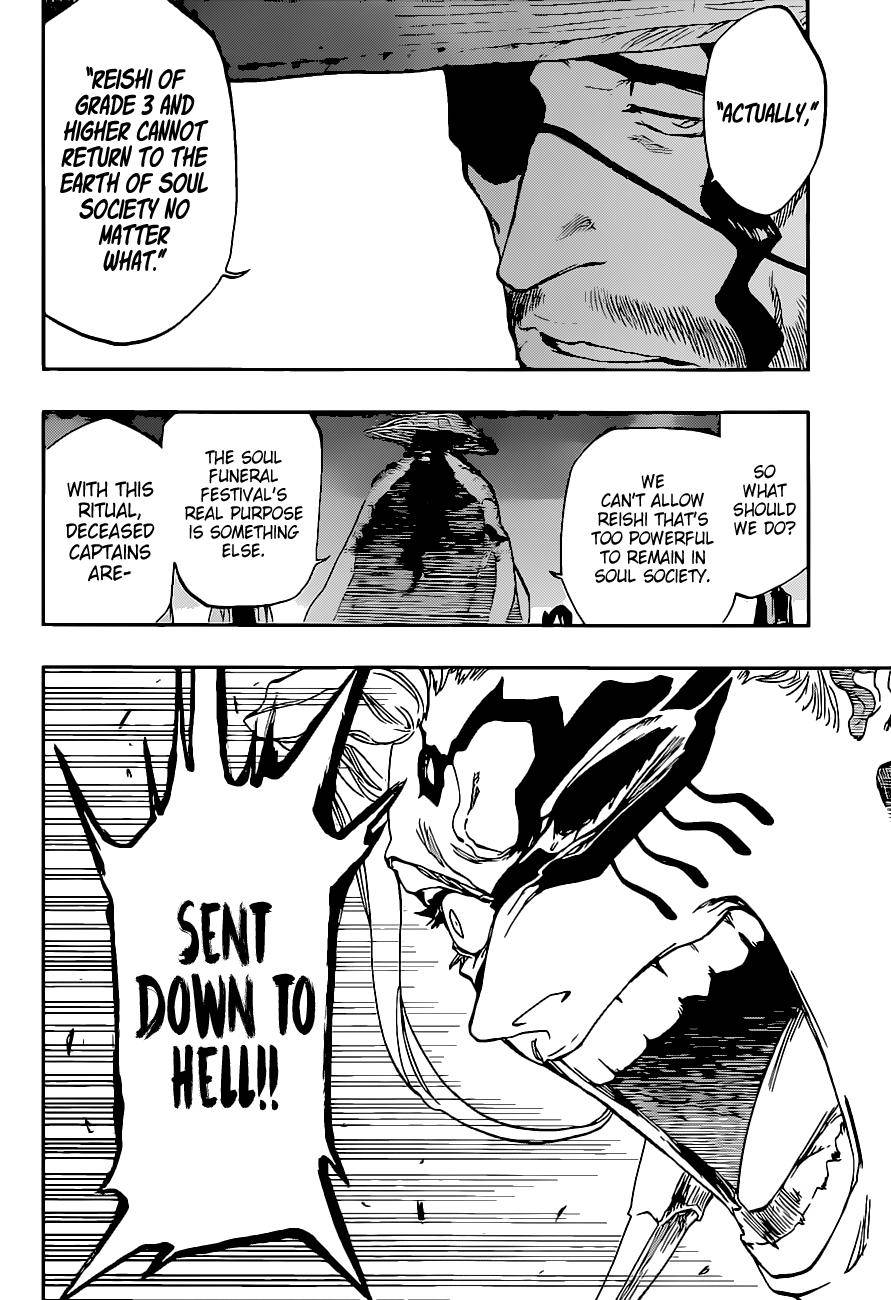 "ACTUALLY,"
"REISHI OF
GRADE 3 AND
HIGHER CANNOT
RETURN TO THE
EARTH OF SOUL
SOCIETY NO
MATTER
WHAT."
SO
WHAT
SHOULD
WE DO?
WE
CAN'T ALLOW
REISHI THAT'S
TOO POWERFUL
TO REMAIN IN
SOUL SOCIETY.
THE SOUL
FUNERAL
FESTIVAL'S
REAL PURPOSE
IS SOMETHING
ELSE.
WITH THIS
RITUAL,
DECEASED
CAPTAINS
ARE-
SENT
DOWN TO
HELL!!